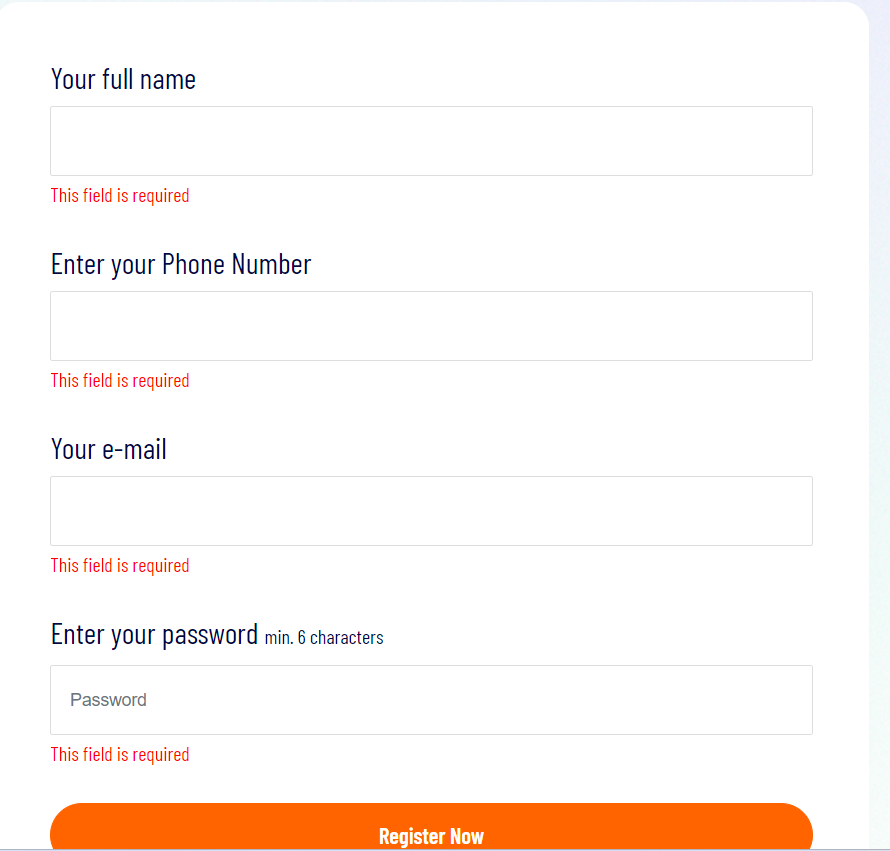 Your full name
This field is required
Enter your Phone Number
This field is required
Your e-mail
This field is required
Enter your password min. 6 characters
Password
This field is required
Register Now